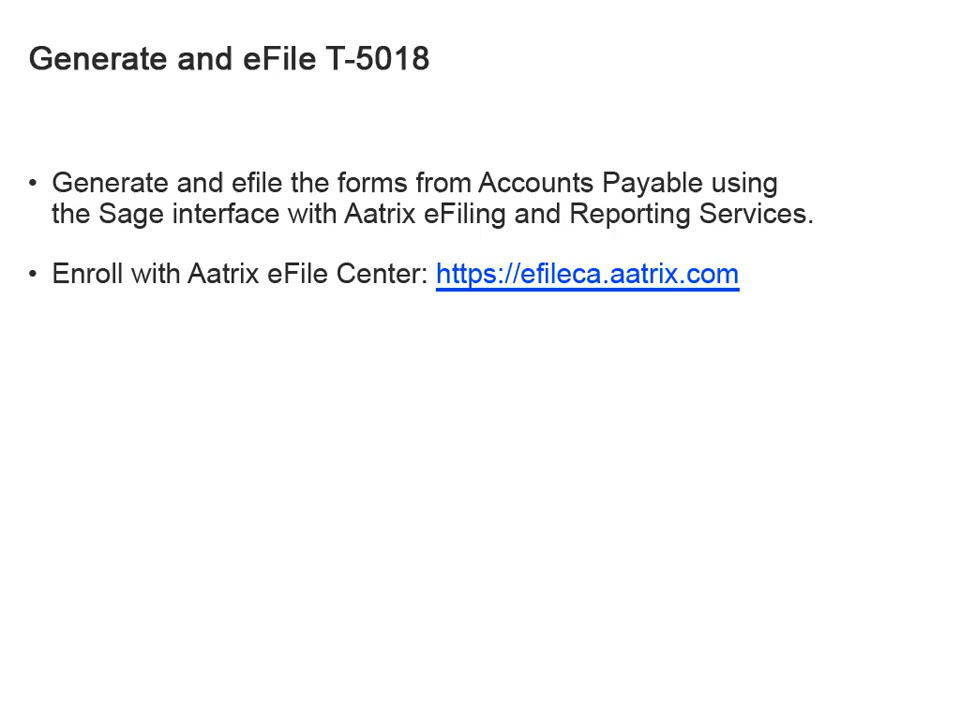 Generate and eFile T-5018
• Generate and efile the forms from Accounts Payable using
the Sage interface with Aatrix eFiling and Reporting Services.
• Enroll with Aatrix eFile Center: https://efileca.aatrix.com